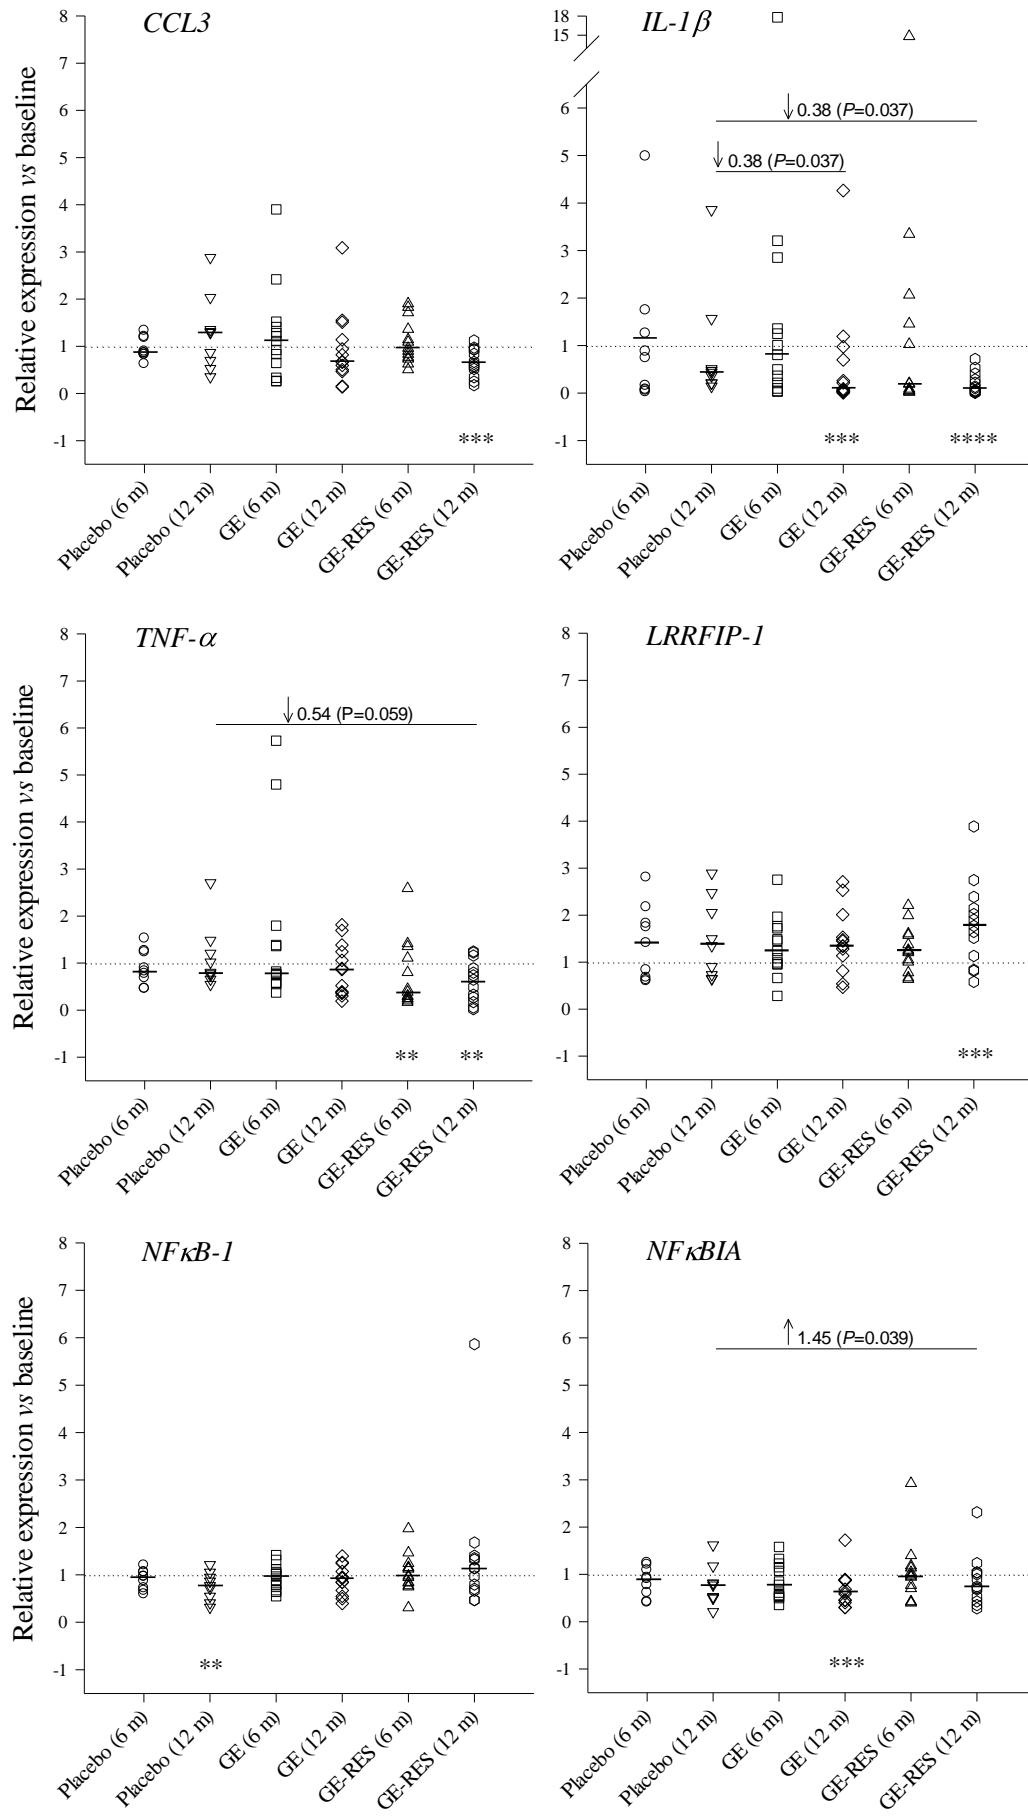 CCL3
Relative expression vs baseline
8
7
6
5
4
3
2
1
0
-1
***
Placebo (6 m)
Placebo (12 m)
GE (6 m)
GE (12 m)
GE-RES (6 m)
GE-RES (12 m)
IL-1β
18
15
6
5
4
3
2
1
0
-1
↓ 0.38 (P=0.037)
↓ 0.38 (P=0.037)
***
****
Placebo (6 m)
Placebo (12 m)
GE (6 m)
GE (12 m)
GE-RES (6 m)
GE-RES (12 m)
TNF-α
Relative expression vs baseline
8
7
6
5
4
3
2
1
0
-1
↓ 0.54 (P=0.059)
**
**
Placebo (6 m)
Placebo (12 m)
GE (6 m)
GE (12 m)
GE-RES (6 m)
GE-RES (12 m)
LRRFIP-1
8
7
6
5
4
3
2
1
0
-1
***
Placebo (6 m)
Placebo (12 m)
GE (6 m)
GE (12 m)
GE-RES (6 m)
GE-RES (12 m)
NFκB-1
Relative expression vs baseline
8
7
6
5
4
3
2
1
0
-1
**
Placebo (6 m)
Placebo (12 m)
GE (6 m)
GE (12 m)
GE-RES (6 m)
GE-RES (12 m)
NFκBIA
8
7
6
5
4
3
2
1
0
-1
↑ 1.45 (P=0.039)
***
Placebo (6 m)
Placebo (12 m)
GE (6 m)
GE (12 m)
GE-RES (6 m)
GE-RES (12 m)